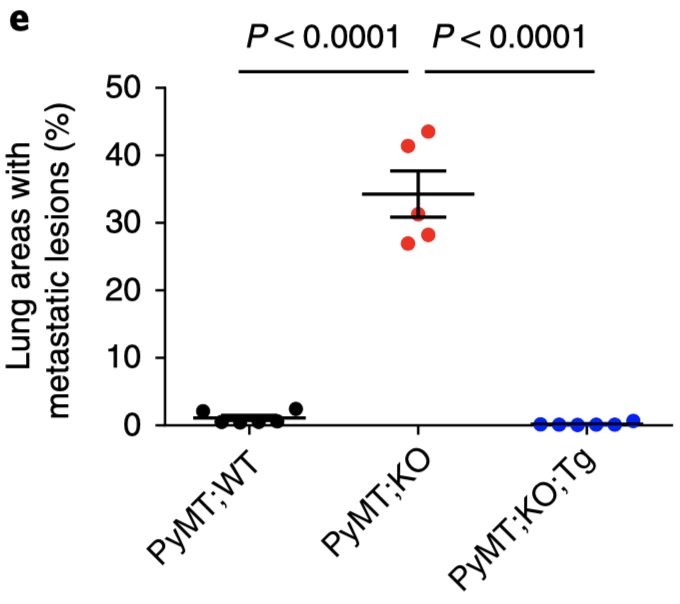 e
P < 0.0001 P < 0.0001
Lung areas with
metastatic lesions (%)
50
40
30
20
10
0
PyMT;WT
PyMT;KO
PyMT;KO;Tg